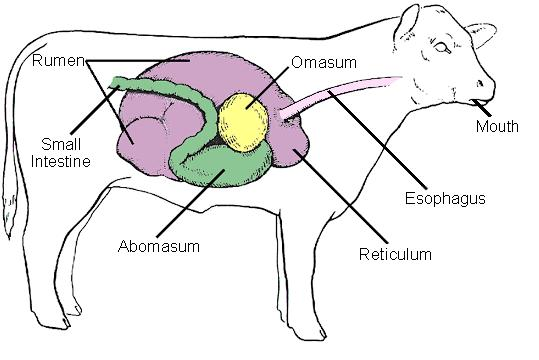 Rumen
Omasum
Small
Intestine
Mouth
Esophagus
Abomasum
Reticulum